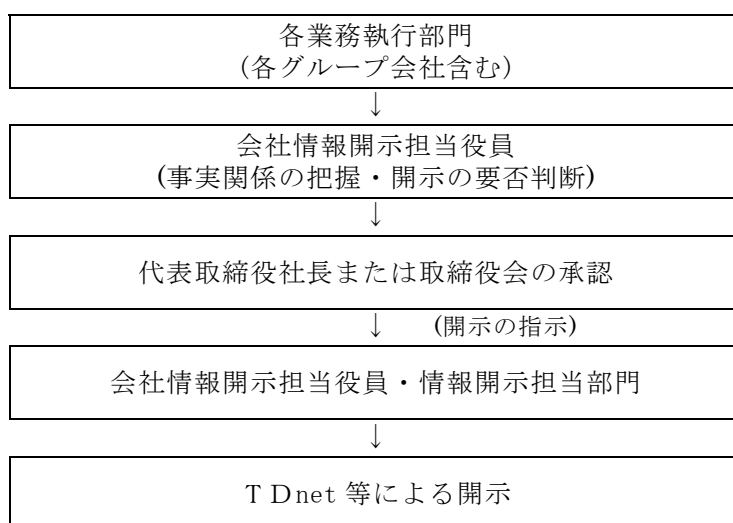 各業務執行部門
（各グループ会社含む）
↓
会社情報開示担当役員
(事実関係の把握・開示の要否判断)
↓
代表取締役社長または取締役会の承認
↓ (開示の指示)
会社情報開示担当役員・情報開示担当部門
↓
ＴＤnet 等による開示